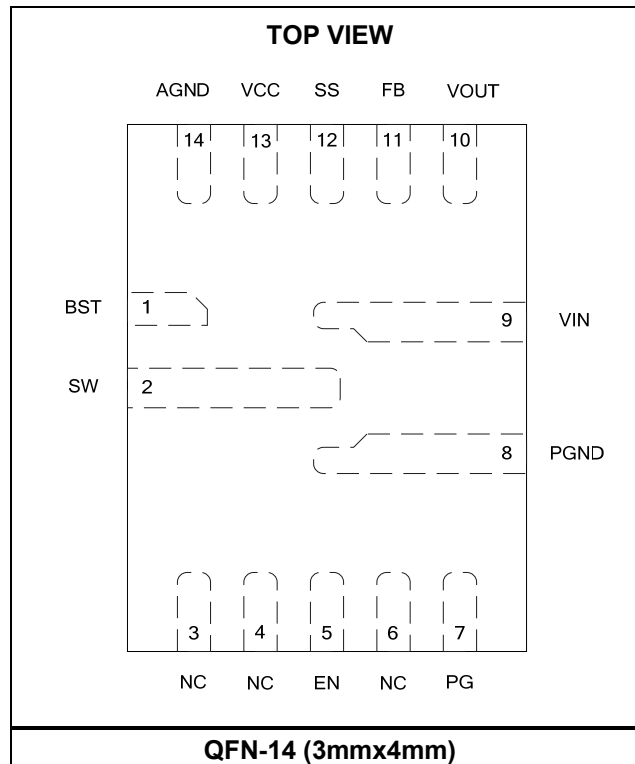 TOP VIEW
AGND VCC SS FB VOUT
14 13 12 11 10
BST 1 9 VIN
SW 2
8 PGND
3 4 5 6 7
NC NC EN NC PG
QFN-14 (3mmx4mm)